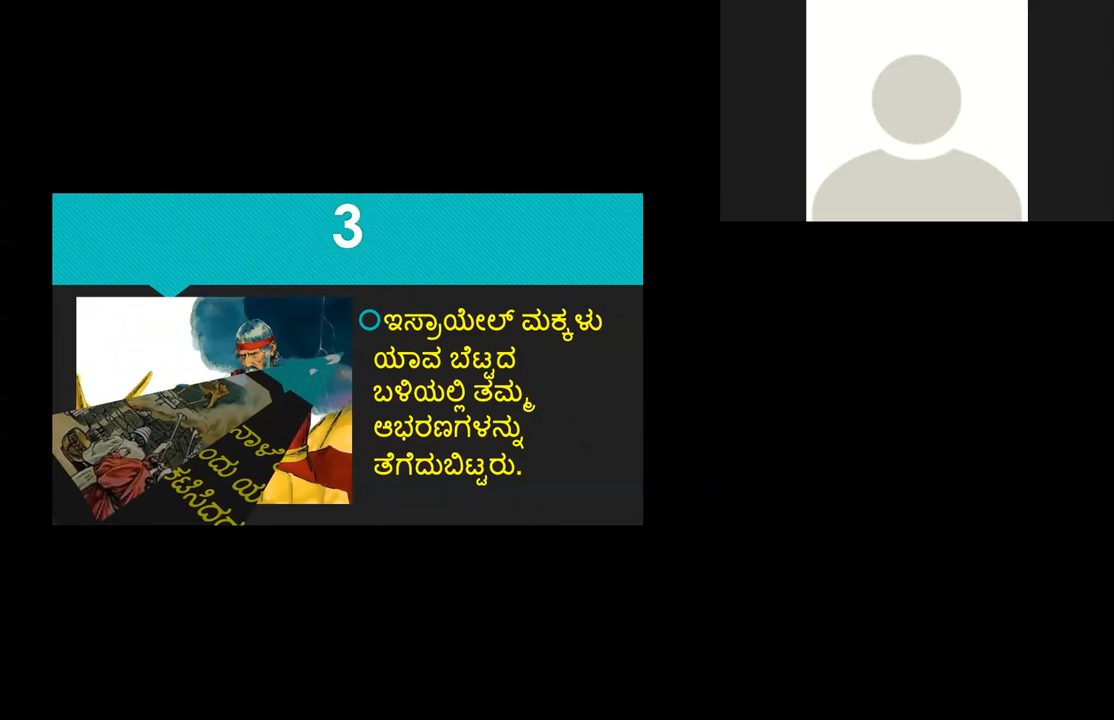 3
ಇಸ್ರಾಯೇಲ್ ಮಕ್ಕಳು
ಯಾವ ಬೆಟ್ಟದ
ಬಳಿಯಲ್ಲಿ ತಮ್ಮ
ಆಭರಣಗಳನ್ನು
ತೆಗೆದುಬಿಟ್ಟರು.